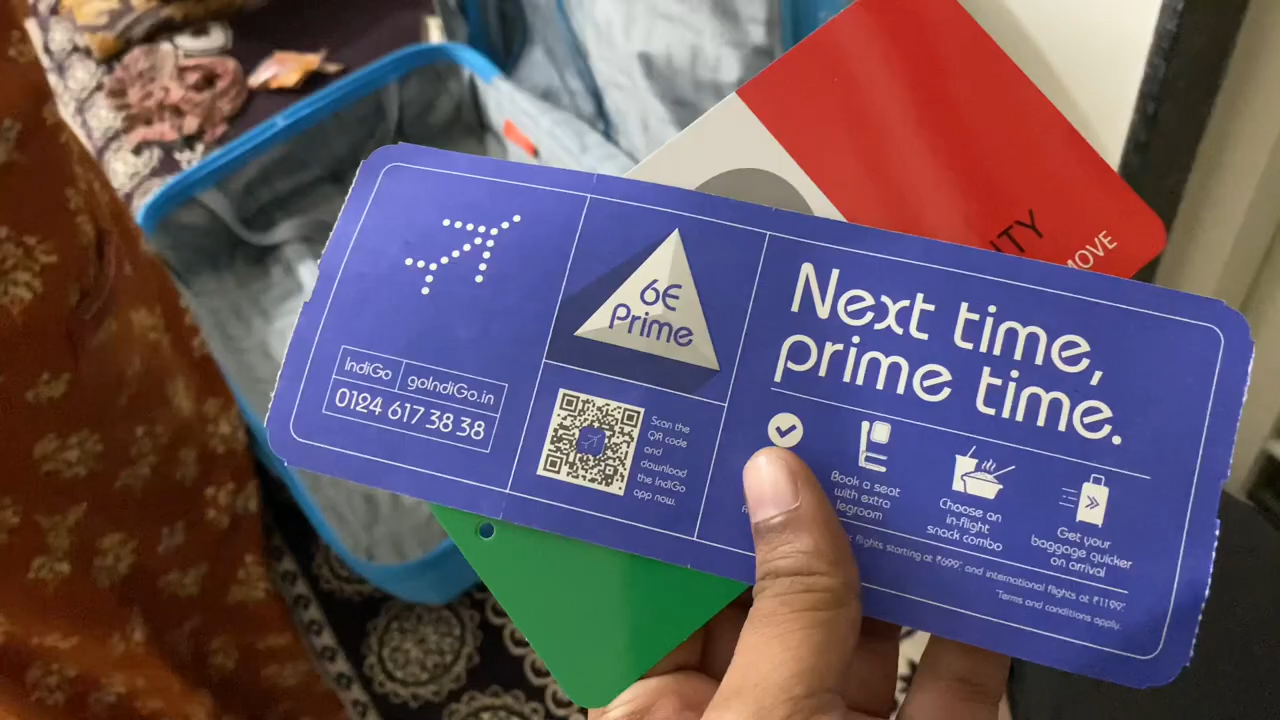 IndiGo
goIndiGo.in
0124 617 38 38
6E
Prime
Scan the
QR code
and
download
the IndiGo
app now.
Next time,
prime time.
Book a seat
with extra
legroom
Choose an
in-flight
snack combo
Get your
baggage quicker
on arrival
flights starting at ₹699*, and international flights at ₹1199*.
*Terms and conditions apply.
ITY
MOVE